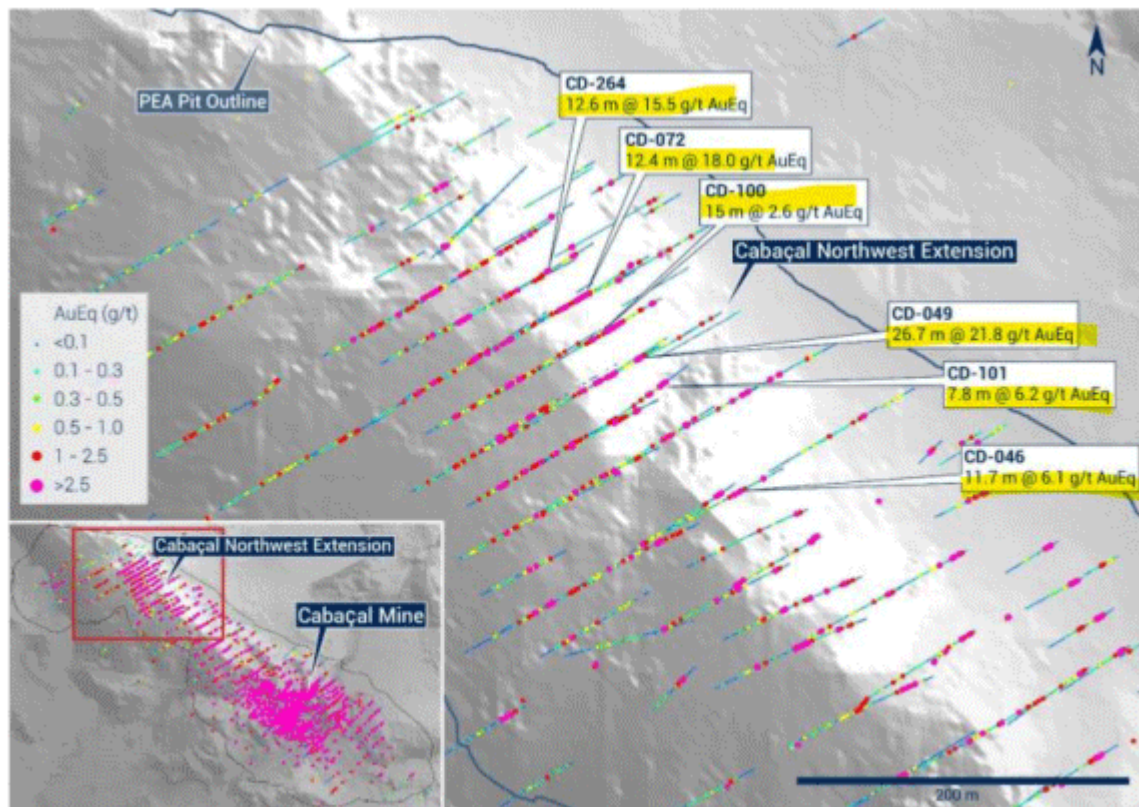 N
PEA Pit Outline
CD-264
12.6 m @ 15.5 g/t AuEq
CD-072
12.4 m @ 18.0 g/t AuEq
CD-100
15 m @ 2.6 g/t AuEq
Cabaçal Northwest Extension
CD-049
26.7 m @ 21.8 g/t AuEq
CD-101
7.8 m @ 6.2 g/t AuEq
CD-046
11.7 m @ 6.1 g/t AuEq
AuEq (g/t)
<0.1
0.1 - 0.3
0.3 - 0.5
0.5 - 1.0
1 - 2.5
>2.5
Cabaçal Northwest Extension
Cabaçal Mine
200 m